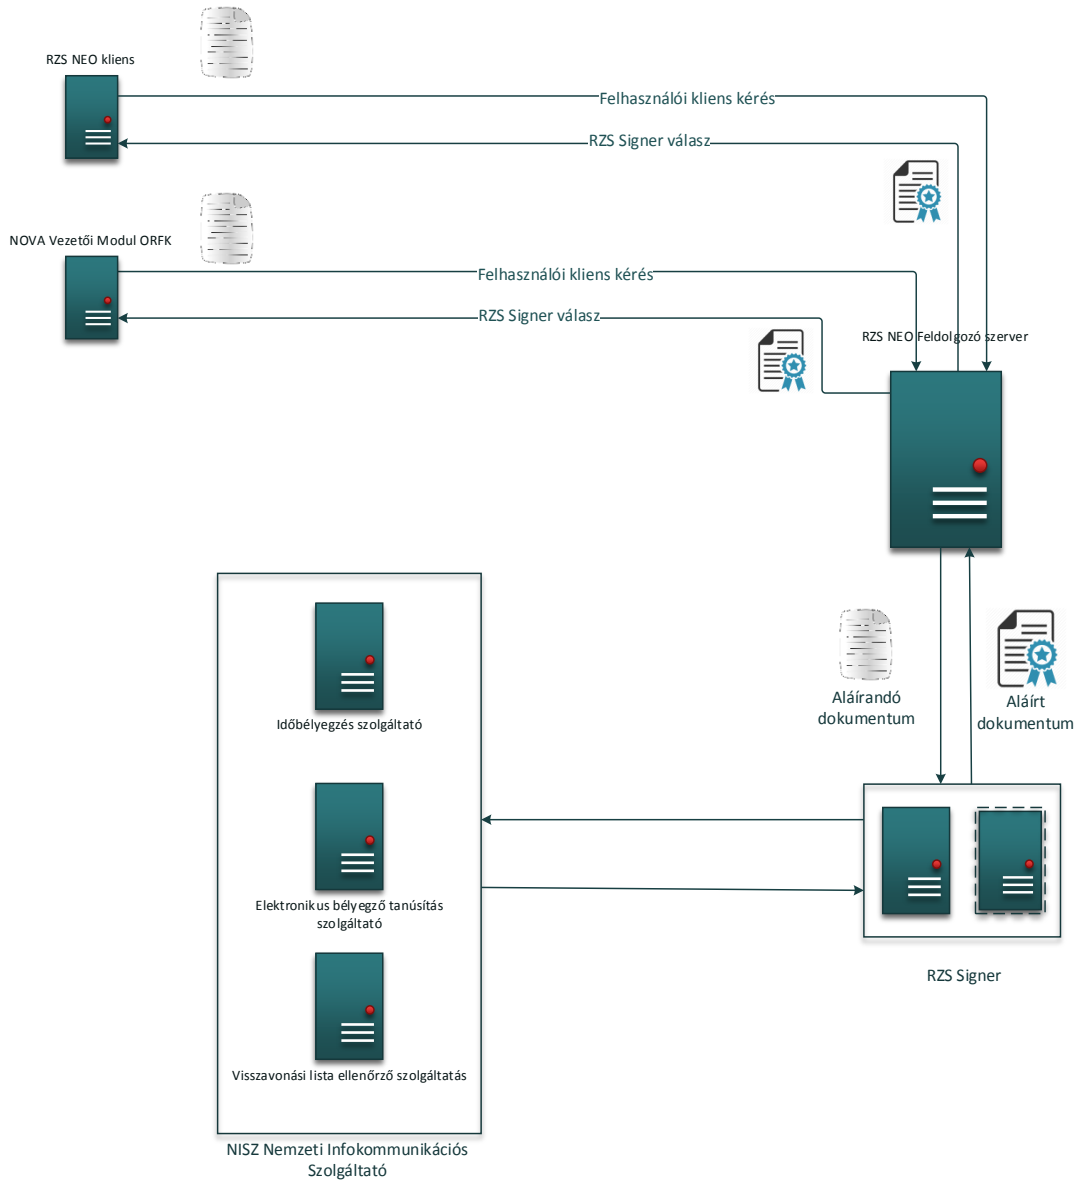 RZS NEO kliens
Felhasználói kliens kérés
RZS Signer válasz
NOVA Vezetői Modul ORFK
Felhasználói kliens kérés
RZS Signer válasz
RZS NEO Feldolgozó szerver
Aláírandó
dokumentum
Aláírt
dokumentum
Időbélyegzés szolgáltató
Elektronikus bélyegző tanúsítás
szolgáltató
RZS Signer
Visszavonási lista ellenőrző szolgáltatás
NISZ Nemzeti Infokommunikációs
Szolgáltató